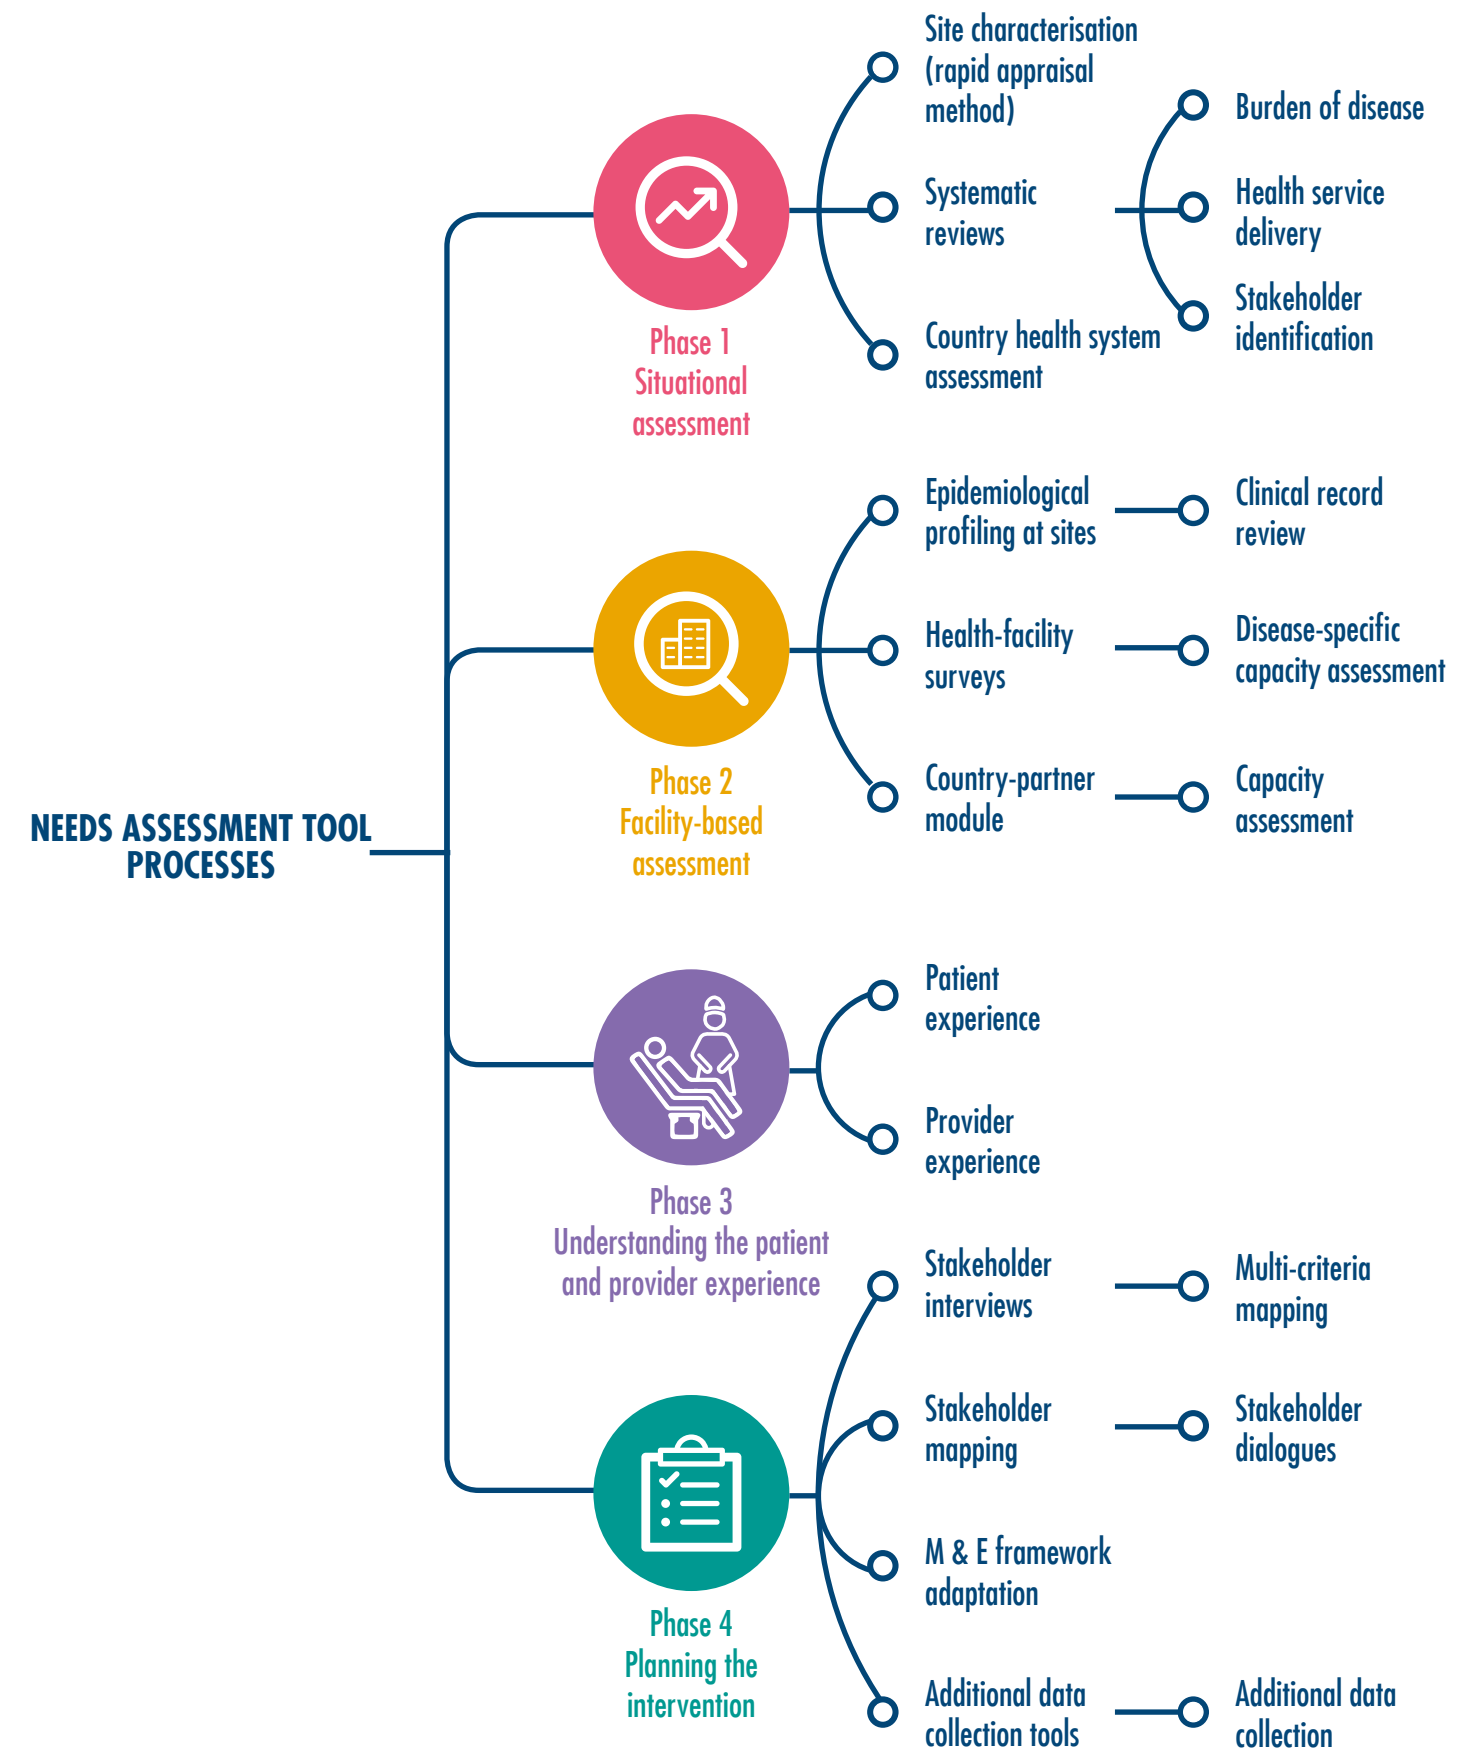 NEEDS ASSESSMENT TOOL
PROCESSES
Phase 1
Situational
assessment
Site characterisation
(rapid appraisal
method)
Systematic
reviews
Burden of disease
Health service
delivery
Stakeholder
identification
Country health system
assessment
Phase 2
Facility-based
assessment
Epidemiological
profiling at sites
Clinical record
review
Health-facility
surveys
Disease-specific
capacity assessment
Country-partner
module
Capacity
assessment
Phase 3
Understanding the patient
and provider experience
Patient
experience
Provider
experience
Phase 4
Planning the
intervention
Stakeholder
interviews
Multi-criteria
mapping
Stakeholder
mapping
Stakeholder
dialogues
M & E framework
adaptation
Additional data
collection tools
Additional data
collection